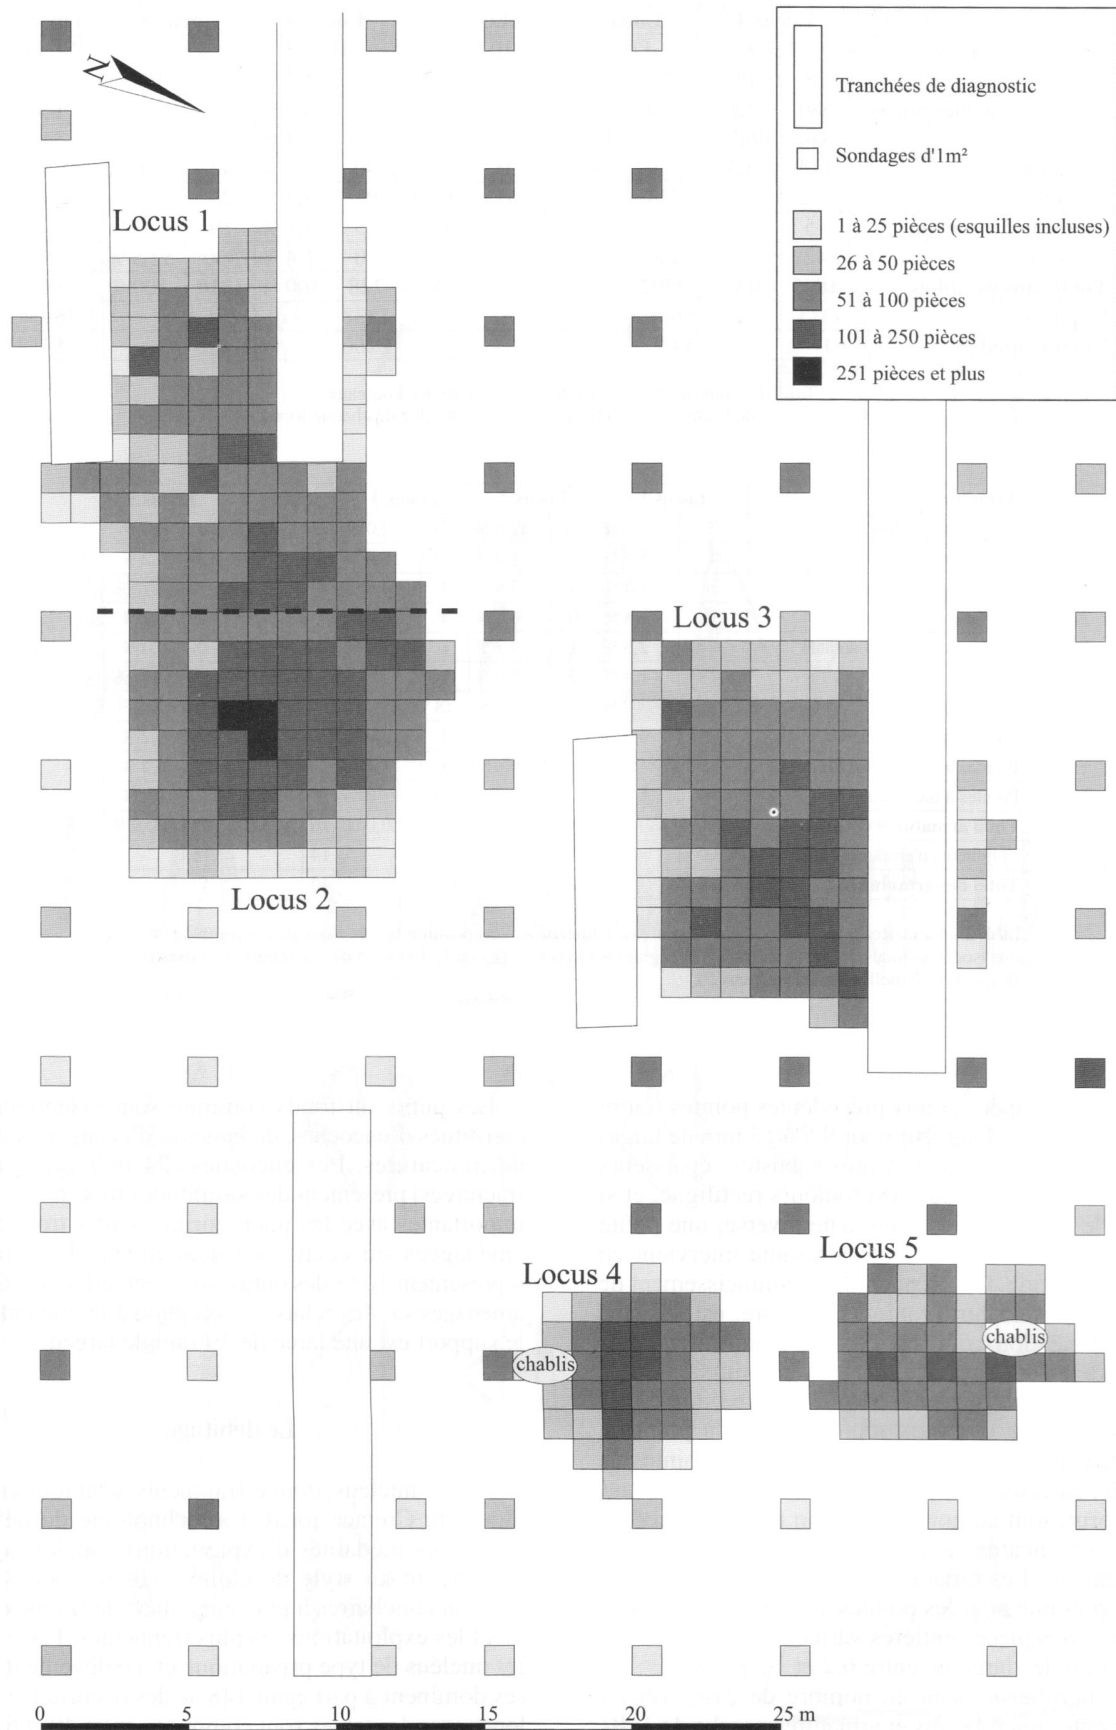 N
Tranchées de diagnostic
Sondages d'1m²
1 à 25 pièces (esquilles incluses)
26 à 50 pièces
51 à 100 pièces
101 à 250 pièces
251 pièces et plus
Locus 1
Locus 3
Locus 2
Locus 5
Locus 4
chablis
chablis
0 5 10 15 20 25 m